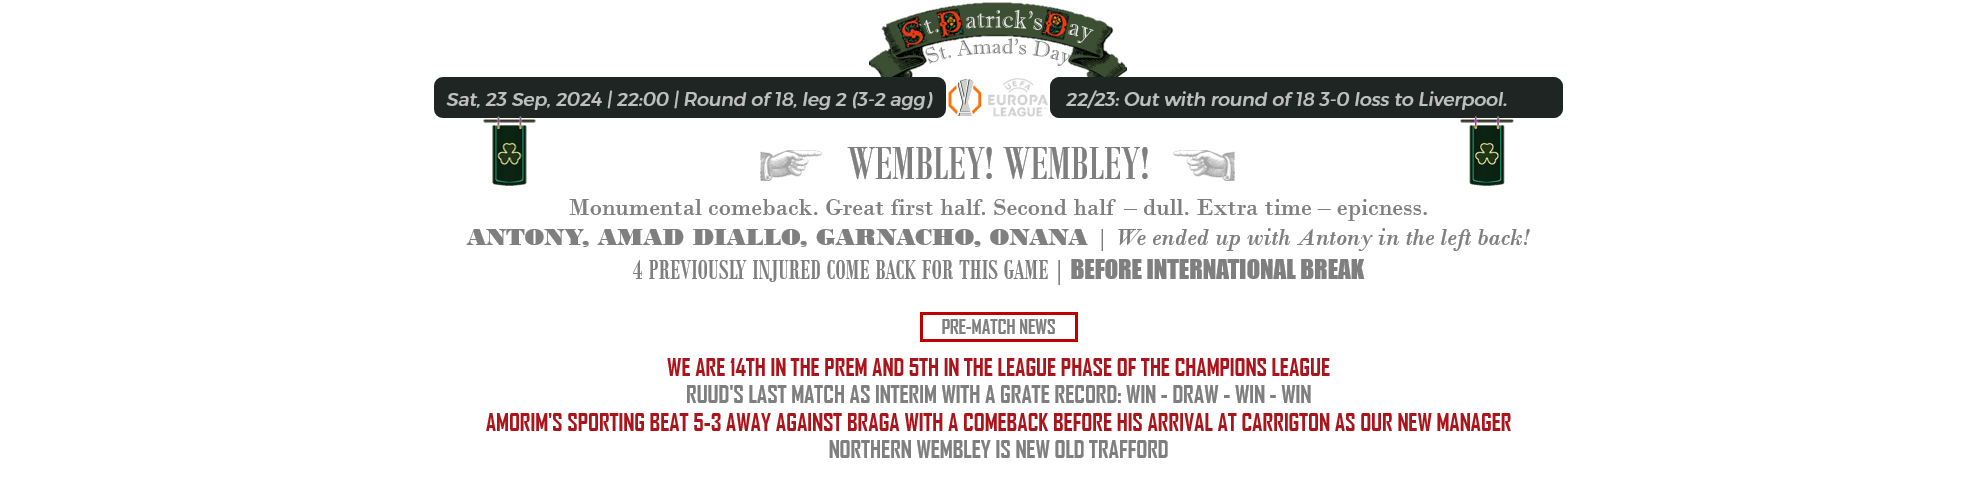 St. Patrick's Day
St. Amad's Day
Sat, 23 Sep, 2024 | 22:00 | Round of 18, leg 2 (3-2 agg)
UEFA
EUROPA
LEAGUE
22/23: Out with round of 18 3-0 loss to Liverpool.
WEMBLEY! WEMBLEY!
Monumental comeback. Great first half. Second half – dull. Extra time – epicness.
ANTONY, AMAD DIALLO, GARNACHO, ONANA | We ended up with Antony in the left back!
4 PREVIOUSLY INJURED COME BACK FOR THIS GAME | BEFORE INTERNATIONAL BREAK
PRE-MATCH NEWS
WE ARE 14TH IN THE PREM AND 5TH IN THE LEAGUE PHASE OF THE CHAMPIONS LEAGUE
RUUD'S LAST MATCH AS INTERIM WITH A GRATE RECORD: WIN - DRAW - WIN - WIN
AMORIM'S SPORTING BEAT 5-3 AWAY AGAINST BRAGA WITH A COMEBACK BEFORE HIS ARRIVAL AT CARRIGTON AS OUR NEW MANAGER
NORTHERN WEMBLEY IS NEW OLD TRAFFORD